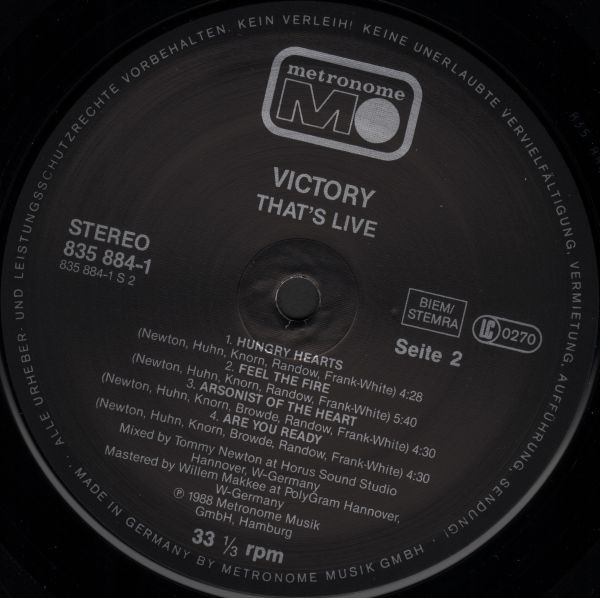 ALLE URHEBER- UND LEISTUNGSSCHUTZRECHTE VORBEHALTEN. KEIN VERLEIH! KEINE UNERLAUBTE VERVIELFÄLTIGUNG, VERMIETUNG, AUFFÜHRUNG, SENDUNG!
metronome
M
VICTORY
THAT'S LIVE
STEREO
835 884-1
835 884-1 S 2
BIEM/
STEMRA
LC 0270
Seite 2
1. HUNGRY HEARTS
(Newton, Huhn, Knorn, Randow, Frank-White) 4:28
2. FEEL THE FIRE
(Newton, Huhn, Knorn, Randow, Frank-White) 5:40
3. ARSONIST OF THE HEART
(Newton, Huhn, Knorn, Browde, Randow, Frank-White) 4:30
4. ARE YOU READY
(Newton, Huhn, Knorn, Browde, Randow, Frank-White) 4:30
Mixed by Tommy Newton at Horus Sound Studio
Hannover, W-Germany
Mastered by Willem Makkee at PolyGram Hannover,
W-Germany
℗ 1988 Metronome Musik
GmbH, Hamburg
33 1/3 rpm
· MADE IN GERMANY BY METRONOME MUSIK GMBH ·